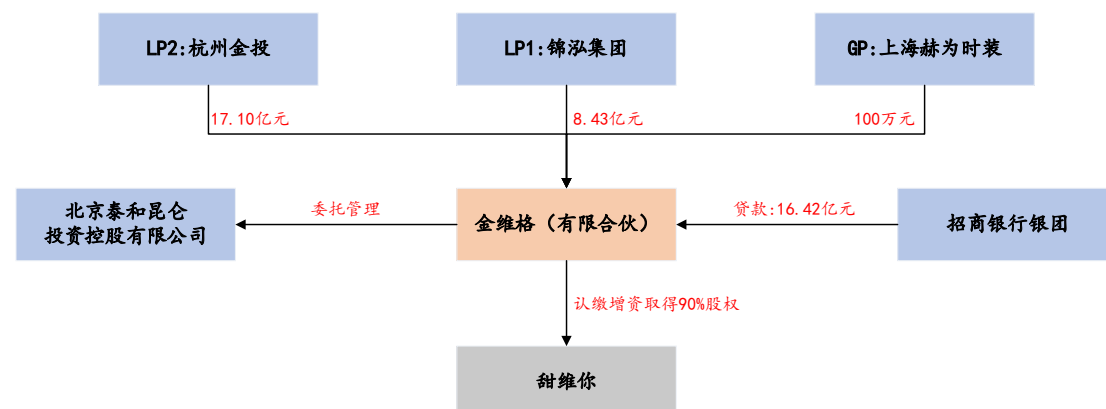 LP2:杭州金投
LP1:锦泓集团
GP:上海赫为时装
17.10亿元
8.43亿元
100万元
北京泰和昆仑
投资控股有限公司
委托管理
金维格（有限合伙）
贷款:16.42亿元
招商银行银团
认缴增资取得90%股权
甜维你